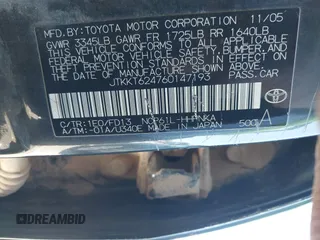 MFD. BY: TOYOTA MOTOR CORPORATION 11/05
GVWR 3345LB GAWR FR 1725LB RR 1640LB
THIS VEHICLE CONFORMS TO ALL APPLICABLE FEDERAL MOTOR
VEHICLE SAFETY, BUMPER, AND THEFT PREVENTION STANDARDS IN
EFFECT ON THE DATE OF MANUFACTURE SHOWN ABOVE.
JTKKT624760147193 PASS. CAR
C/TR: 1E0/FD13 NCP61L-HHPNKA
A/TM: -01A/U340E MADE IN JAPAN 500 A
© DREAMBID